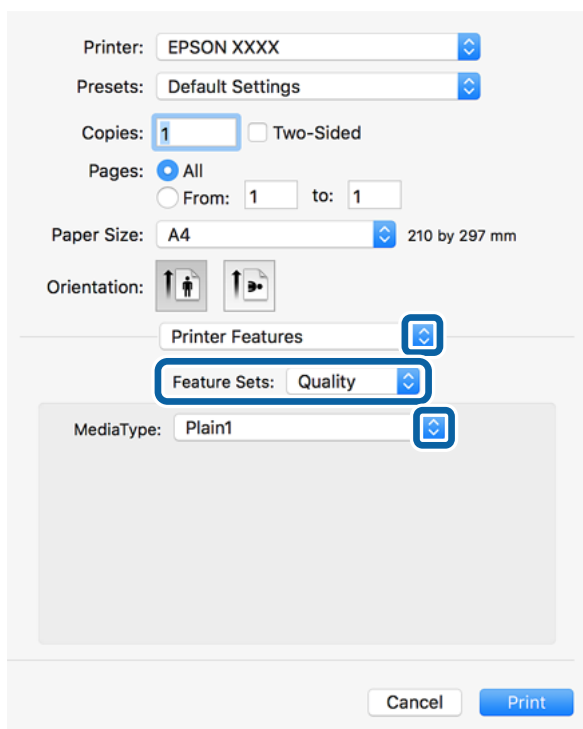 Printer: EPSON XXXX
Presets: Default Settings
Copies: 1 Two-Sided
Pages: All
From: 1 to: 1
Paper Size: A4 210 by 297 mm
Orientation:
Printer Features
Feature Sets: Quality
MediaType: Plain1
Cancel Print